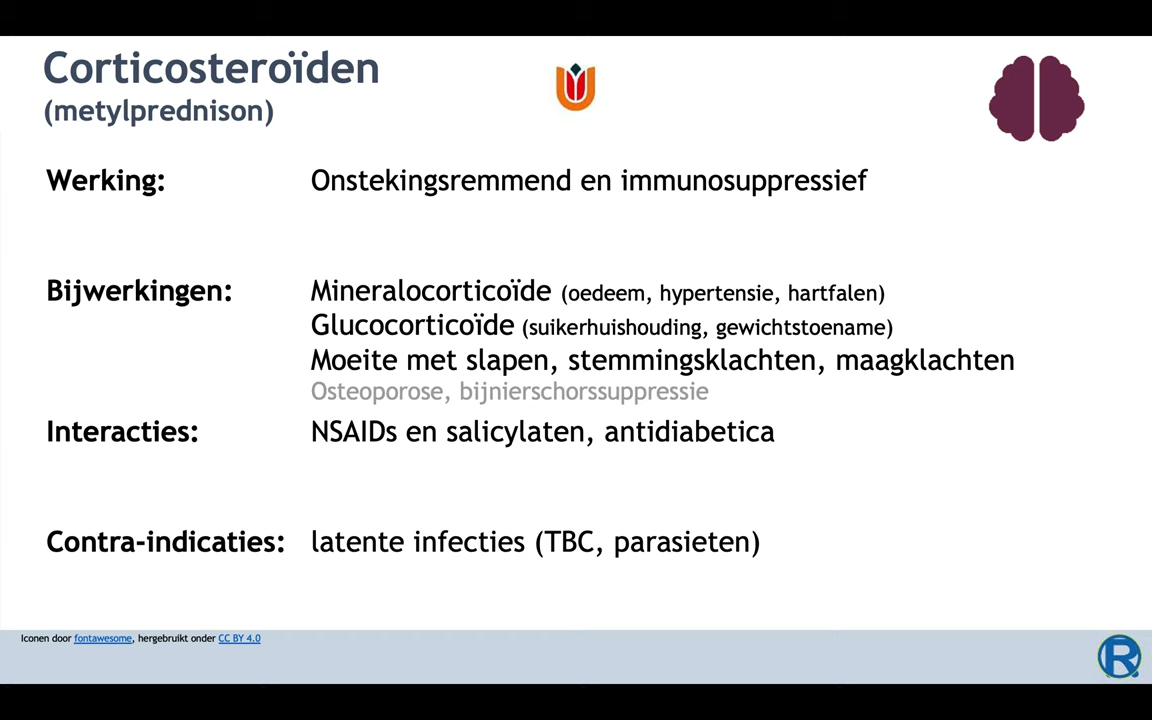 Corticosteroïden
(metylprednison)
Werking: Onstekingsremmend en immunosuppressief
Bijwerkingen: Mineralocorticoïde (oedeem, hypertensie, hartfalen)
Glucocorticoïde (suikerhuishouding, gewichtstoename)
Moeite met slapen, stemmingsklachten, maagklachten
Osteoporose, bijnierschorssuppressie
Interacties: NSAIDs en salicylaten, antidiabetica
Contra-indicaties: latente infecties (TBC, parasieten)
Iconen door fontawesome, hergebruikt onder CC BY 4.0
R